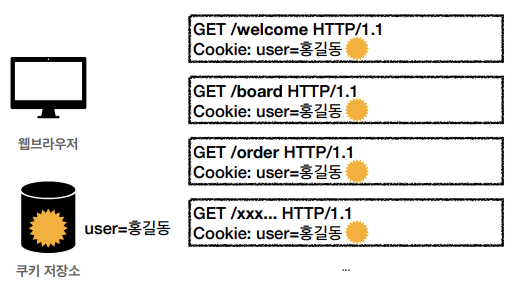 GET /welcome HTTP/1.1
Cookie: user=홍길동
GET /board HTTP/1.1
Cookie: user=홍길동
웹브라우저
GET /order HTTP/1.1
Cookie: user=홍길동
GET /xxx... HTTP/1.1
Cookie: user=홍길동
user=홍길동
쿠키 저장소
...